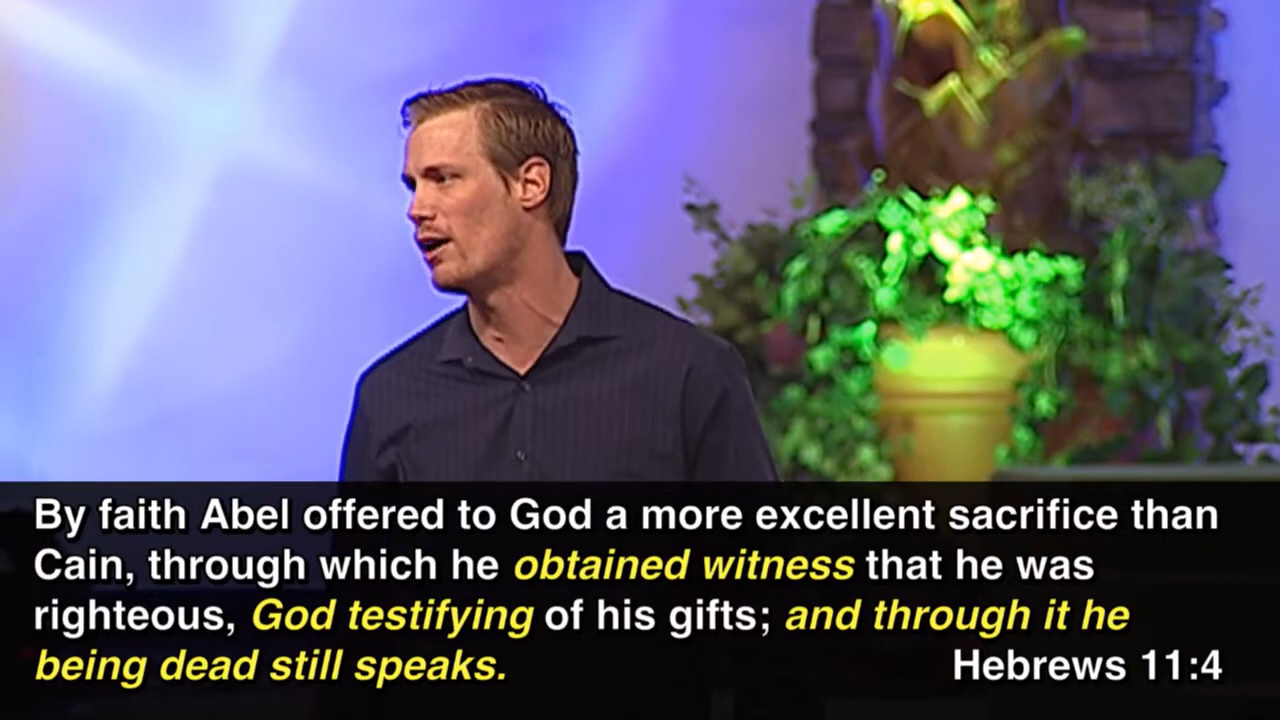 By faith Abel offered to God a more excellent sacrifice than
Cain, through which he obtained witness that he was
righteous, God testifying of his gifts; and through it he
being dead still speaks. Hebrews 11:4